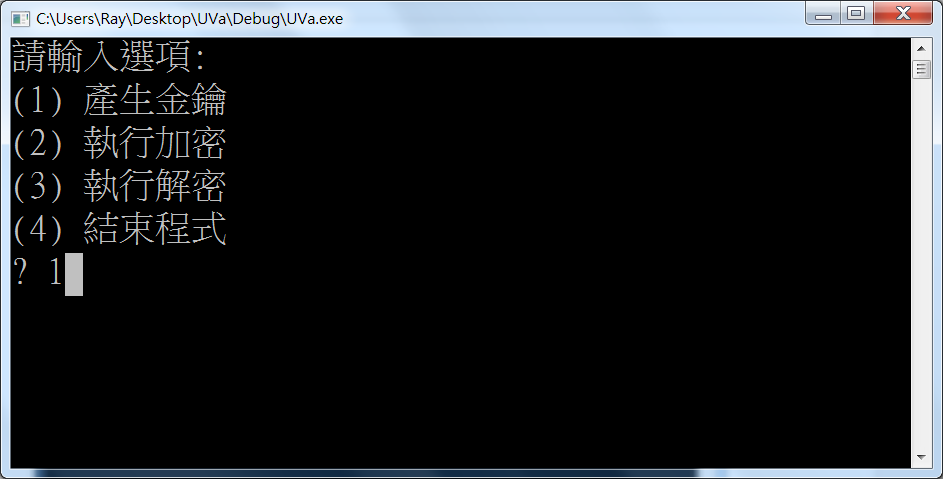 C:\Users\Ray\Desktop\UVa\Debug\UVa.exe
請輸入選項:
(1) 產生金鑰
(2) 執行加密
(3) 執行解密
(4) 結束程式
? 1